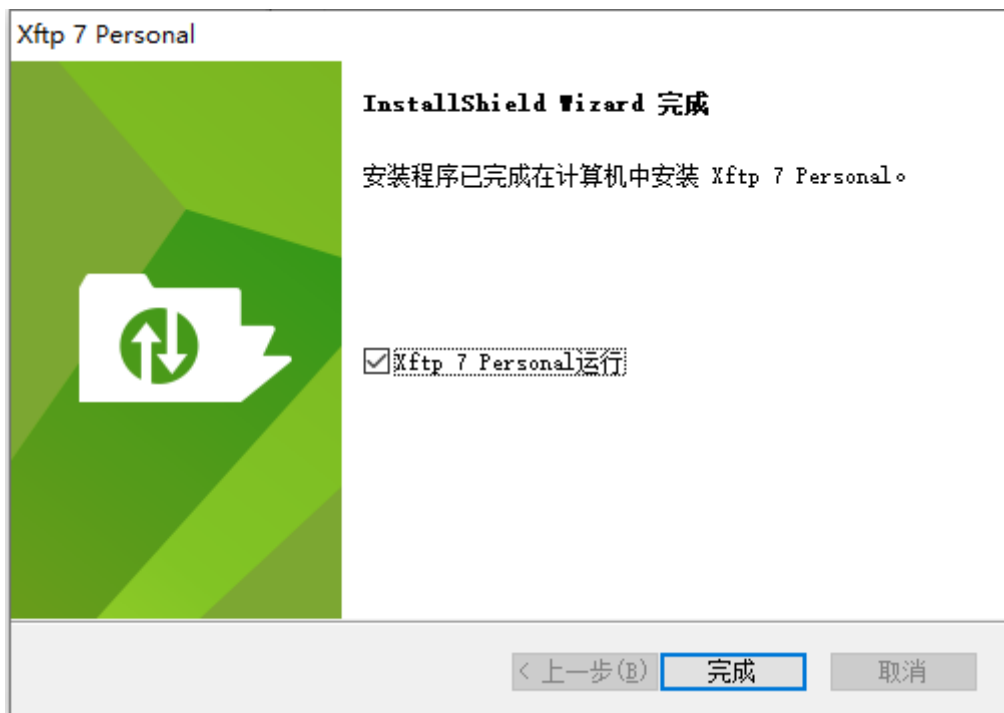 Xftp 7 Personal
InstallShield Wizard 完成
安装程序已完成在计算机中安装 Xftp 7 Personal。
Xftp 7 Personal运行
< 上一步(B)
完成
取消